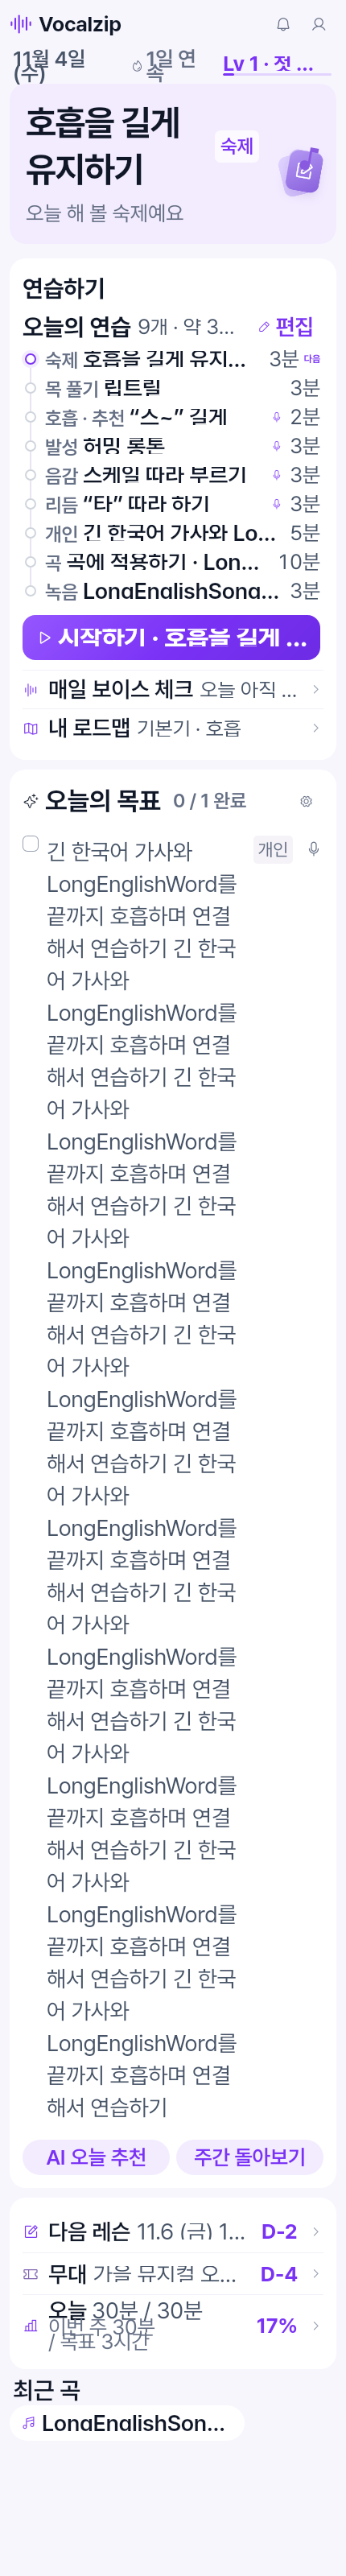 Vocalzip
11월 4일
(수)
1일 연
속
Lv 1 · 첫 ...
호흡을 길게
유지하기
숙제
오늘 해 볼 숙제예요
연습하기
오늘의 연습 9개 · 약 3... 편집
숙제 호흡을 길게 유지... 3분 다음
목 풀기 립트릴 3분
호흡 · 추천 “스~” 길게 2분
발성 허밍 롱톤 3분
음감 스케일 따라 부르기 3분
리듬 “타” 따라 하기 3분
개인 긴 한국어 가사와 Lo... 5분
곡 곡에 적용하기 · Lon... 10분
녹음 LongEnglishSong... 3분
시작하기 · 호흡을 길게 ...
매일 보이스 체크 오늘 아직 ...
내 로드맵 기본기 · 호흡
오늘의 목표 0 / 1 완료
긴 한국어 가사와 개인
LongEnglishWord를
끝까지 호흡하며 연결
해서 연습하기 긴 한국
어 가사와
LongEnglishWord를
끝까지 호흡하며 연결
해서 연습하기 긴 한국
어 가사와
LongEnglishWord를
끝까지 호흡하며 연결
해서 연습하기 긴 한국
어 가사와
LongEnglishWord를
끝까지 호흡하며 연결
해서 연습하기 긴 한국
어 가사와
LongEnglishWord를
끝까지 호흡하며 연결
해서 연습하기 긴 한국
어 가사와
LongEnglishWord를
끝까지 호흡하며 연결
해서 연습하기 긴 한국
어 가사와
LongEnglishWord를
끝까지 호흡하며 연결
해서 연습하기 긴 한국
어 가사와
LongEnglishWord를
끝까지 호흡하며 연결
해서 연습하기 긴 한국
어 가사와
LongEnglishWord를
끝까지 호흡하며 연결
해서 연습하기 긴 한국
어 가사와
LongEnglishWord를
끝까지 호흡하며 연결
해서 연습하기
AI 오늘 추천 주간 돌아보기
다음 레슨 11.6 (금) 1... D-2
무대 가을 뮤지컬 오... D-4
오늘 30분 / 30분
이번 주 30분
/ 목표 3시간
17%
최근 곡
LongEnglishSon...